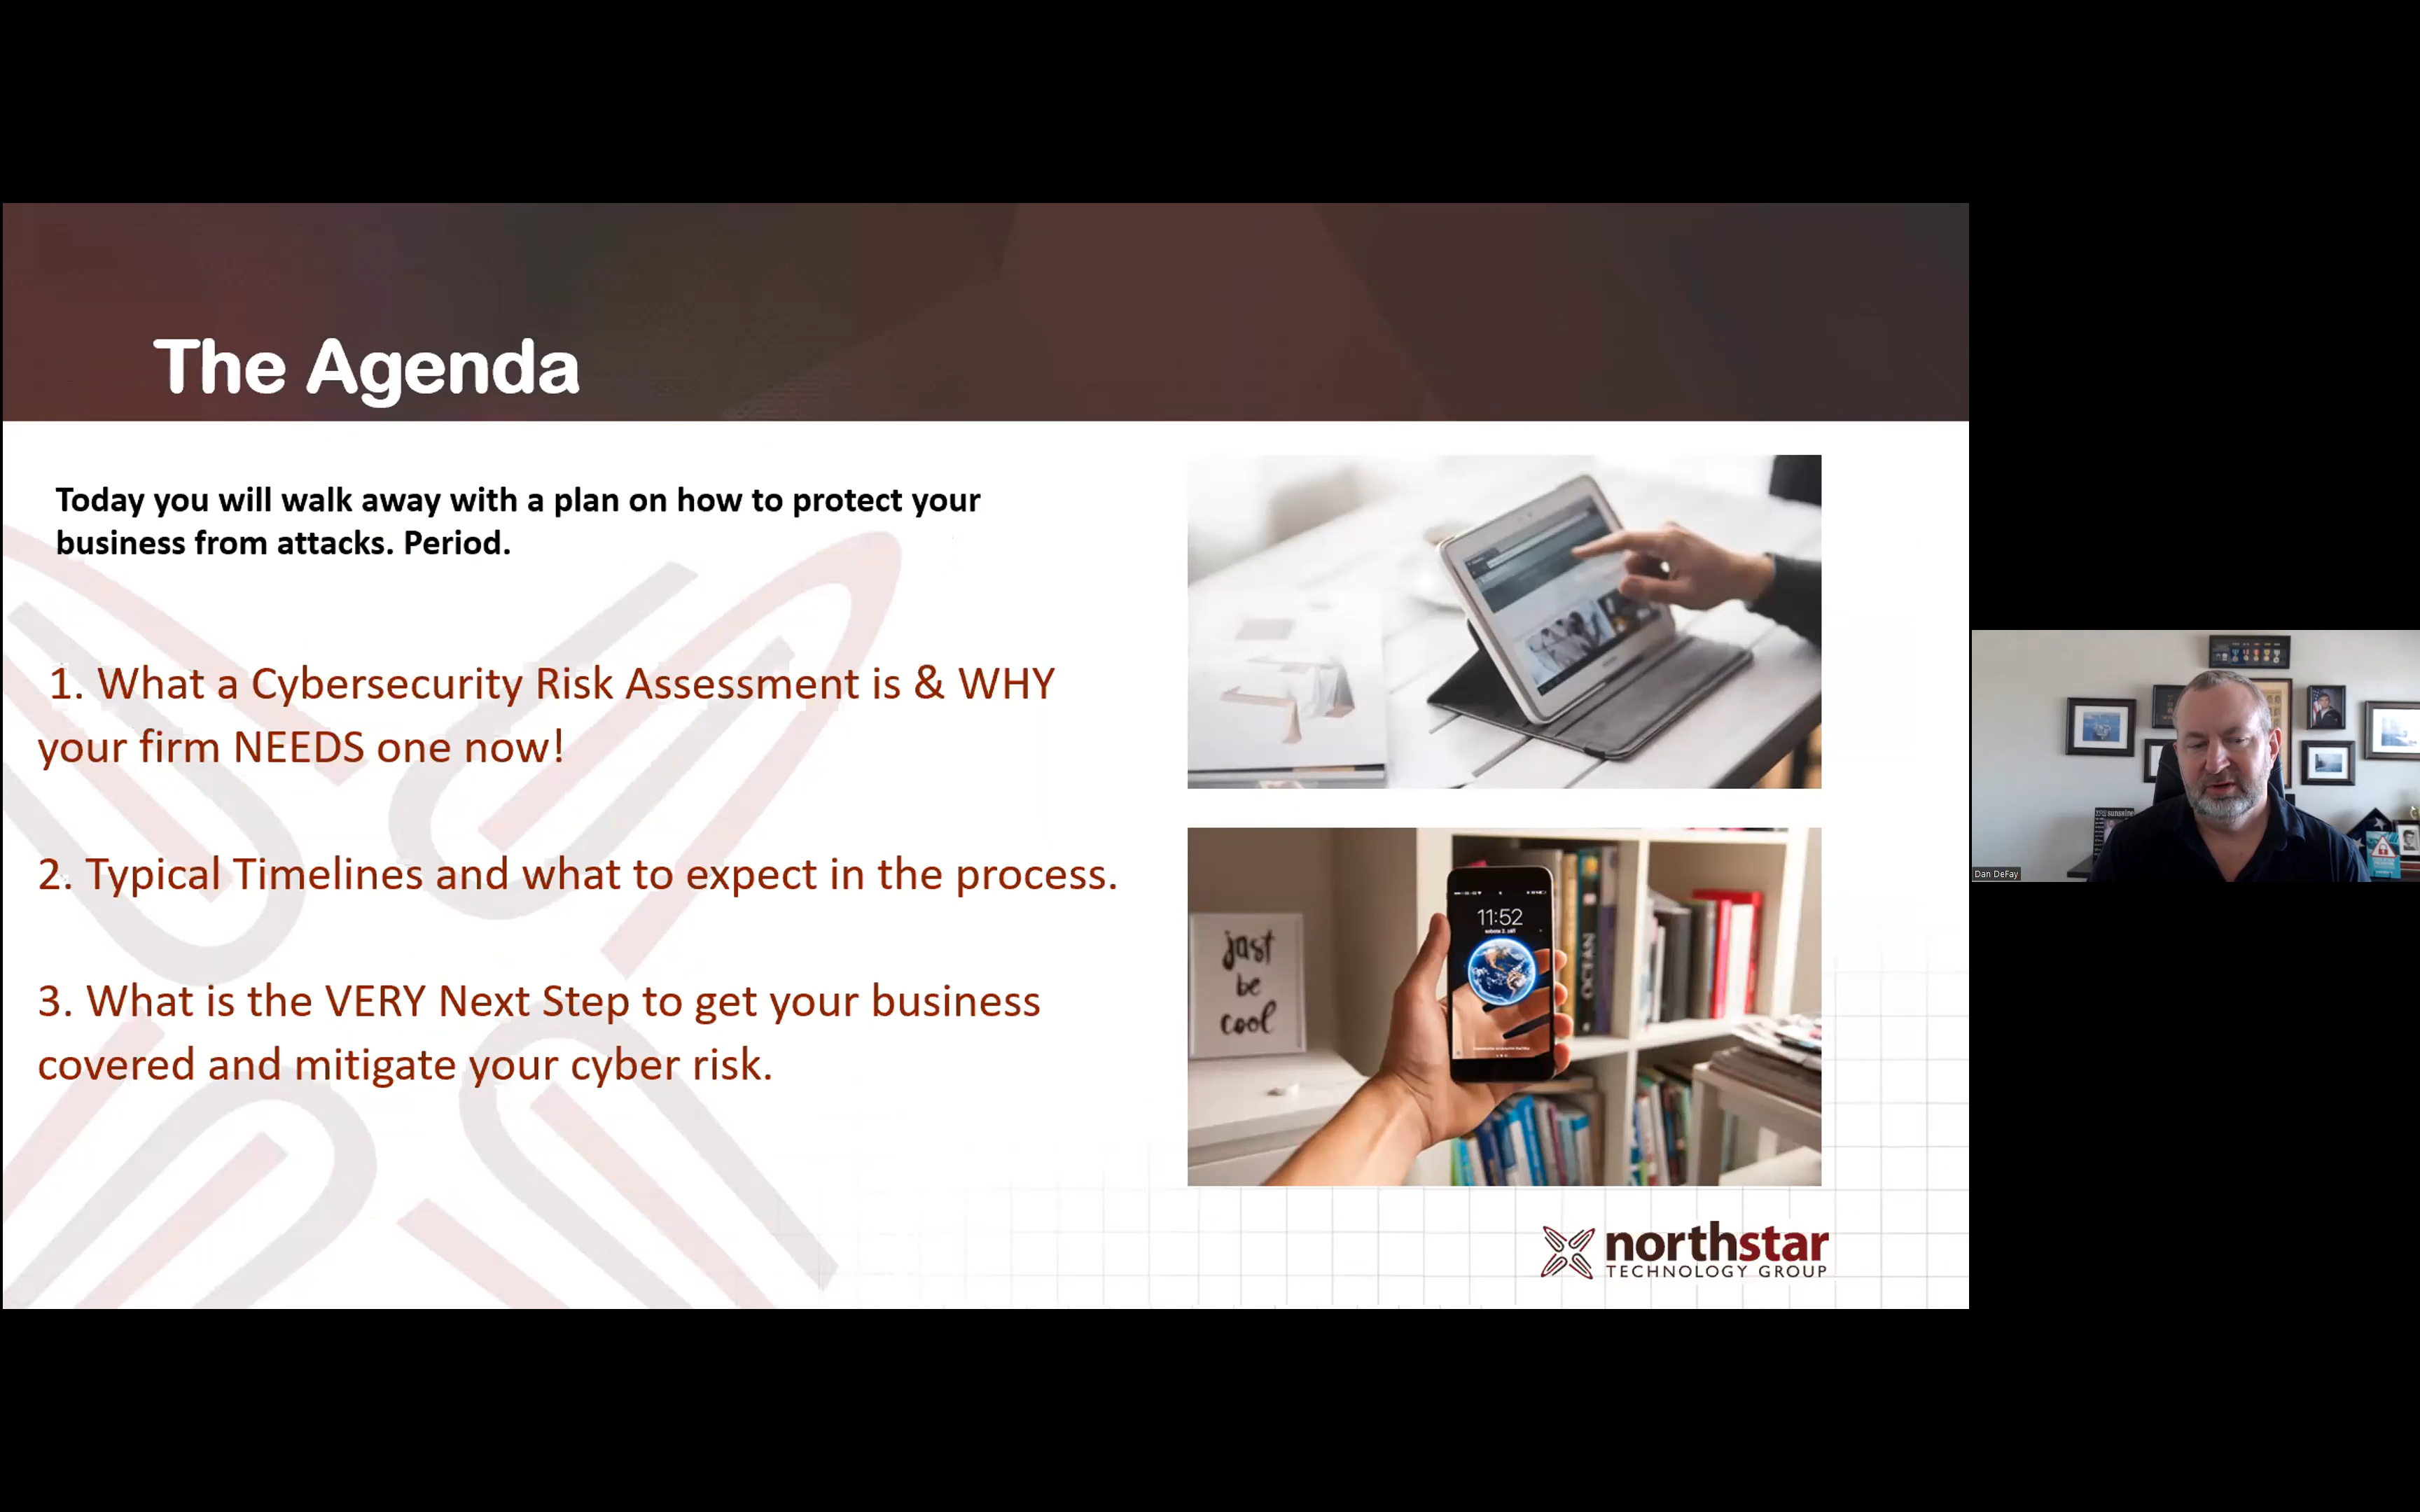 The Agenda
Today you will walk away with a plan on how to protect your
business from attacks. Period.
1. What a Cybersecurity Risk Assessment is & WHY
your firm NEEDS one now!
2. Typical Timelines and what to expect in the process.
3. What is the VERY Next Step to get your business
covered and mitigate your cyber risk.
just
be
cool
11:52
OCEAN
northstar
TECHNOLOGY GROUP
Dan DeFay